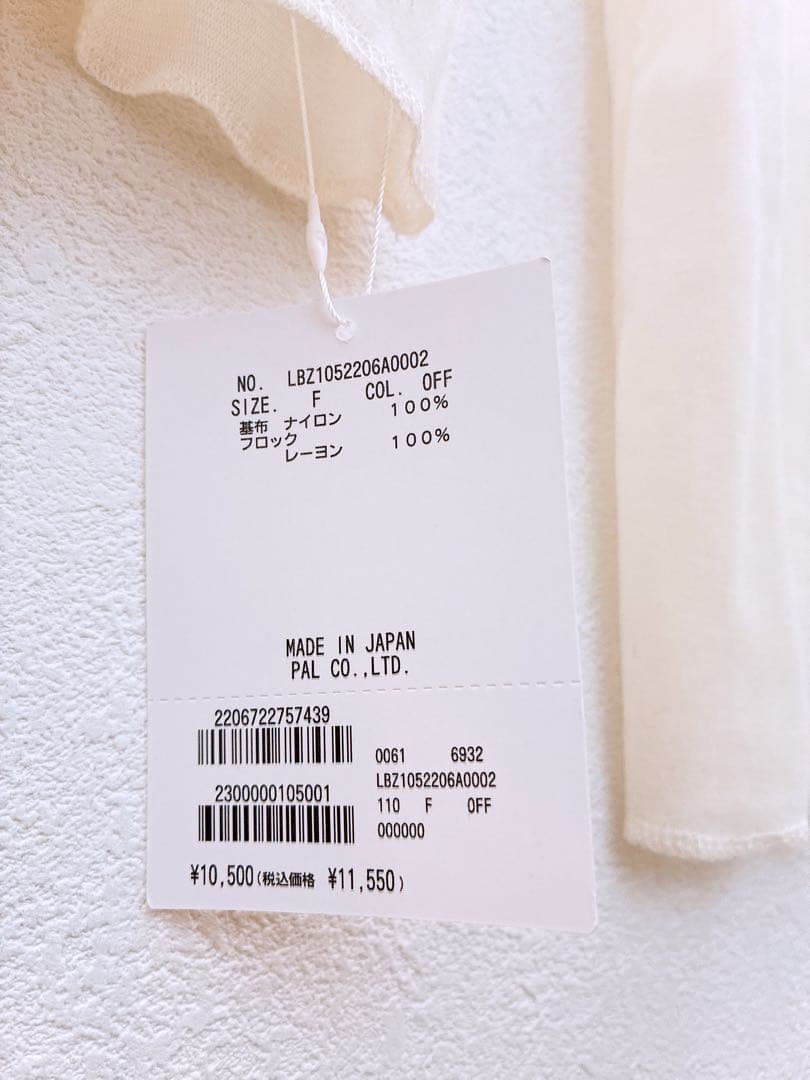 NO. LBZ1052206A0002
SIZE. F COL. OFF
基布 ナイロン 100%
フロック
レーヨン 100%
MADE IN JAPAN
PAL CO.,LTD.
2206722757439
2300000105001
0061 6932
LBZ1052206A0002
110 F OFF
000000
¥10,500(税込価格 ¥11,550)